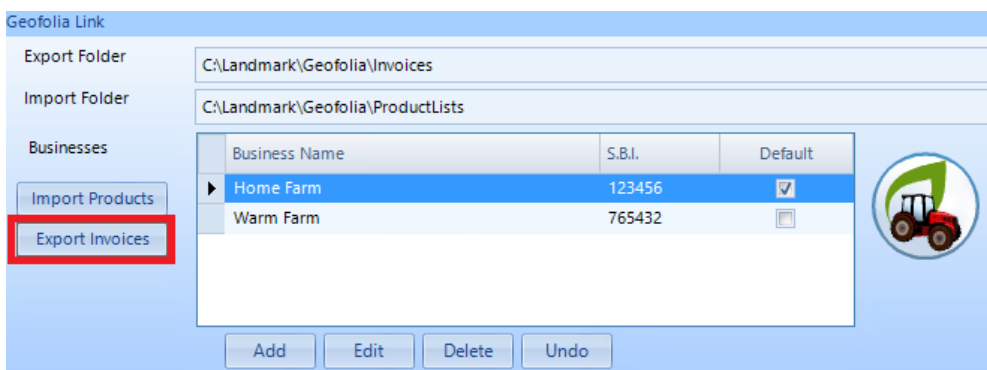 Geofolia Link
Export Folder
C:\Landmark\Geofolia\Invoices
Import Folder
C:\Landmark\Geofolia\ProductLists
Businesses
Business Name S.B.I. Default
Import Products
Home Farm 123456
Warm Farm 765432
Export Invoices
Add Edit Delete Undo